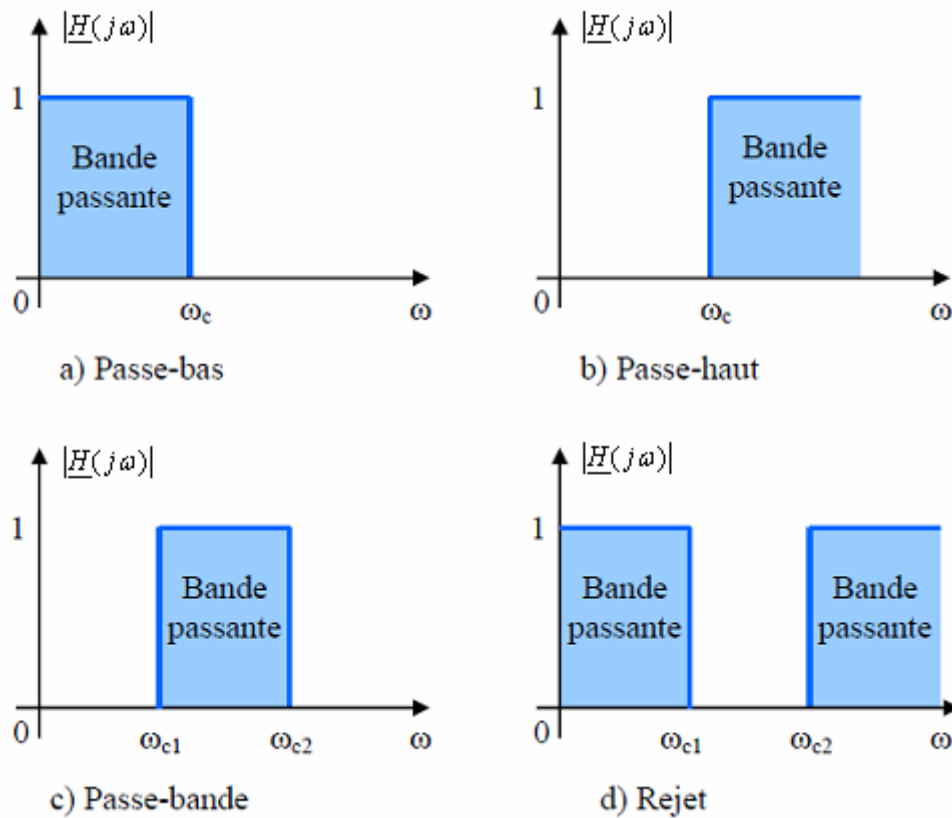 |H(jω)|
1
Bande
passante
0
ωc
ω
a) Passe-bas
|H(jω)|
1
Bande
passante
0
ωc
ω
b) Passe-haut
|H(jω)|
1
Bande
passante
0
ωc1
ωc2
ω
c) Passe-bande
|H(jω)|
1
Bande
passante
Bande
passante
0
ωc1
ωc2
ω
d) Rejet